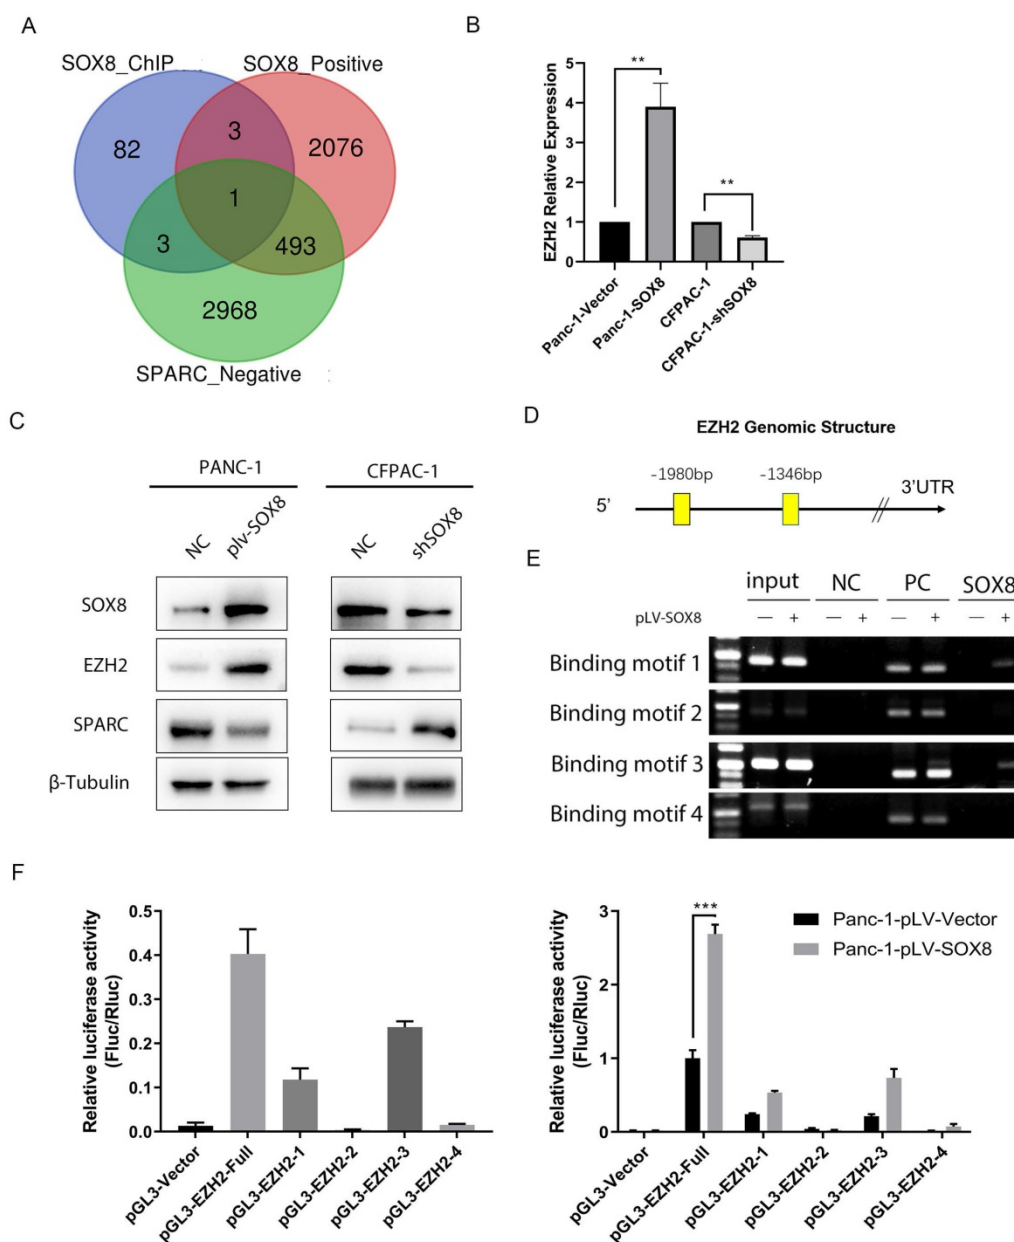 A
SOX8_ChIP
SOX8_Positive
82
3
2076
1
3
493
2968
SPARC_Negative
B
EZH2 Relative Expression
5
4
3
2
1
0
**
**
Panc-1-Vector
Panc-1-SOX8
CFPAC-1
CFPAC-1-shSOX8
C
PANC-1
CFPAC-1
NC
plv-SOX8
NC
shSOX8
SOX8
EZH2
SPARC
β-Tubulin
D
EZH2 Genomic Structure
-1980bp
-1346bp
5'
3'UTR
E
input
NC
PC
SOX8
pLV-SOX8
— + — + — + — +
Binding motif 1
Binding motif 2
Binding motif 3
Binding motif 4
F
Relative luciferase activity
(Fluc/Rluc)
0.5
0.4
0.3
0.2
0.1
0.0
pGL3-Vector
pGL3-EZH2-Full
pGL3-EZH2-1
pGL3-EZH2-2
pGL3-EZH2-3
pGL3-EZH2-4
Relative luciferase activity
(Fluc/Rluc)
3
2
1
0
***
Panc-1-pLV-Vector
Panc-1-pLV-SOX8
pGL3-Vector
pGL3-EZH2-Full
pGL3-EZH2-1
pGL3-EZH2-2
pGL3-EZH2-3
pGL3-EZH2-4